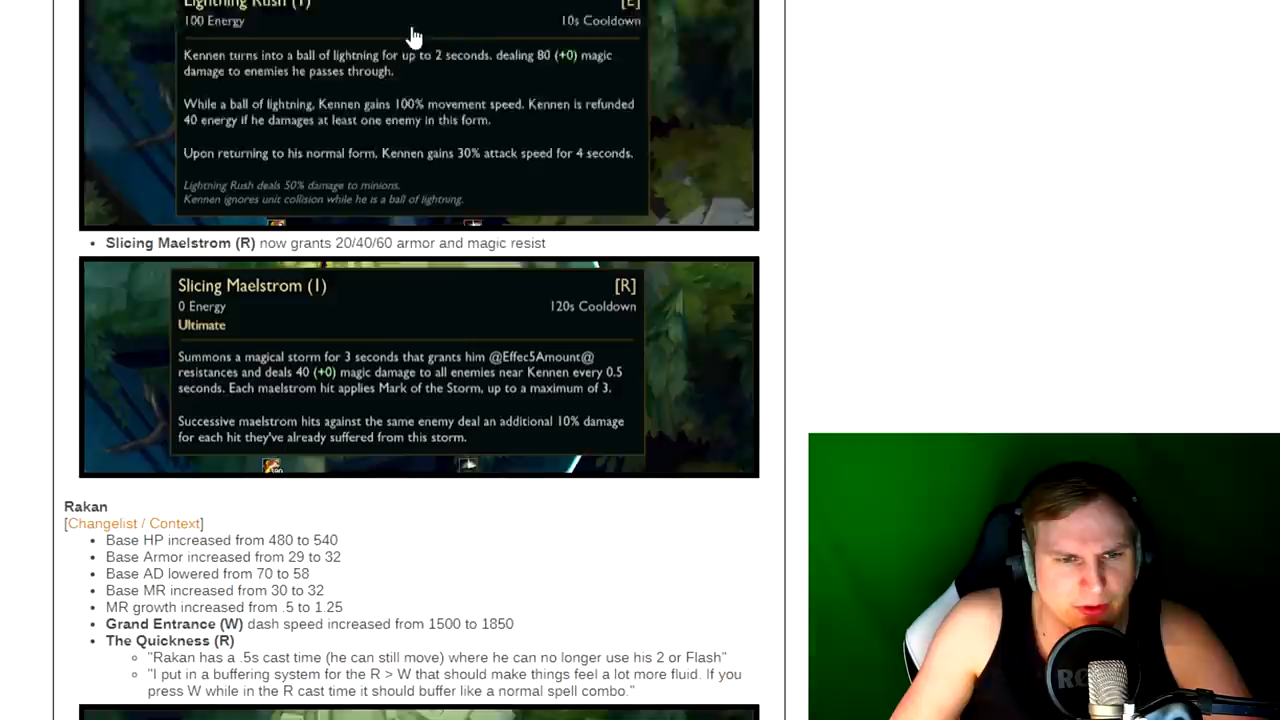 Lightning Rush (1) [E]
100 Energy 10s Cooldown
Kennen turns into a ball of lightning for up to 2 seconds, dealing 80 (+0) magic
damage to enemies he passes through.
While a ball of lightning, Kennen gains 100% movement speed. Kennen is refunded
40 energy if he damages at least one enemy in this form.
Upon returning to his normal form, Kennen gains 30% attack speed for 4 seconds.
Lightning Rush deals 50% damage to minions.
Kennen ignores unit collision while he is a ball of lightning.
• Slicing Maelstrom (R) now grants 20/40/60 armor and magic resist
Slicing Maelstrom (1) [R]
0 Energy 120s Cooldown
Ultimate
Summons a magical storm for 3 seconds that grants him @Effec5Amount@
resistances and deals 40 (+0) magic damage to all enemies near Kennen every 0.5
seconds. Each maelstrom hit applies Mark of the Storm, up to a maximum of 3.
Successive maelstrom hits against the same enemy deal an additional 10% damage
for each hit they've already suffered from this storm.
Rakan
[Changelist / Context]
• Base HP increased from 480 to 540
• Base Armor increased from 29 to 32
• Base AD lowered from 70 to 58
• Base MR increased from 30 to 32
• MR growth increased from .5 to 1.25
• Grand Entrance (W) dash speed increased from 1500 to 1850
• The Quickness (R)
○ "Rakan has a .5s cast time (he can still move) where he can no longer use his 2 or Flash"
○ "I put in a buffering system for the R > W that should make things feel a lot more fluid. If you
press W while in the R cast time it should buffer like a normal spell combo."